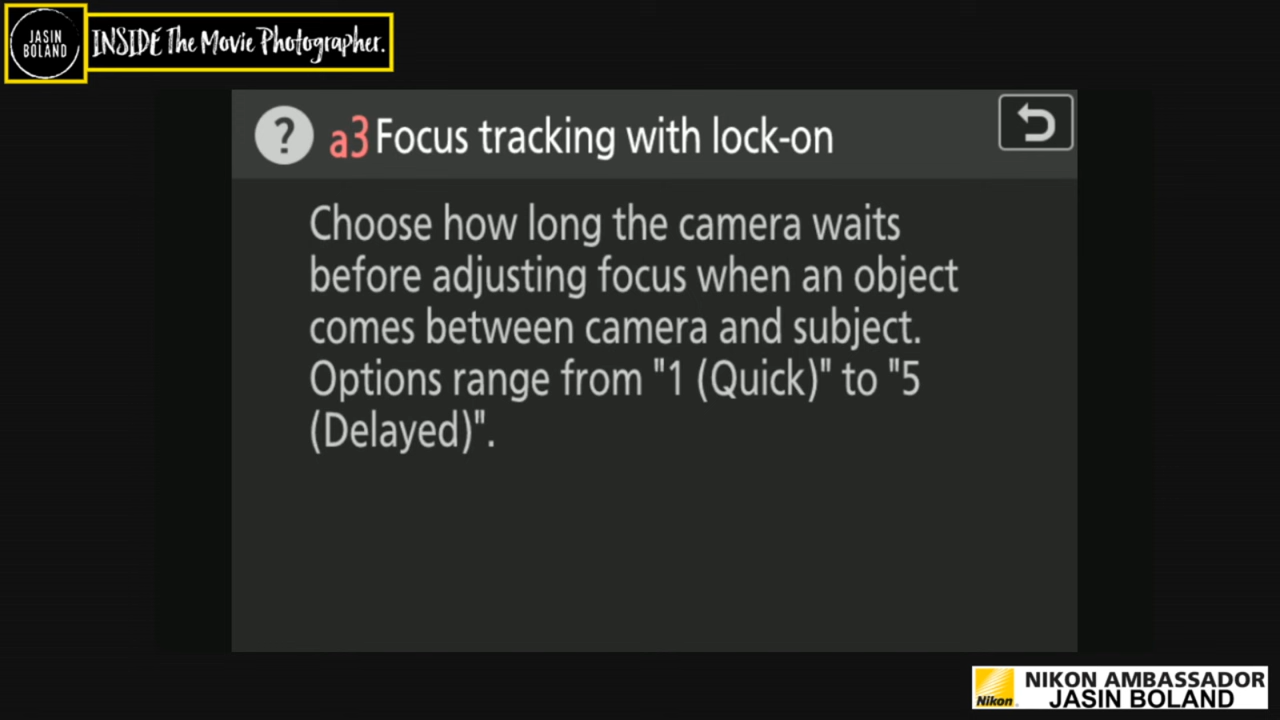 JASIN
BOLAND
INSIDE The Movie Photographer.
? a3 Focus tracking with lock-on
Choose how long the camera waits
before adjusting focus when an object
comes between camera and subject.
Options range from "1 (Quick)" to "5
(Delayed)".
Nikon
NIKON AMBASSADOR
JASIN BOLAND